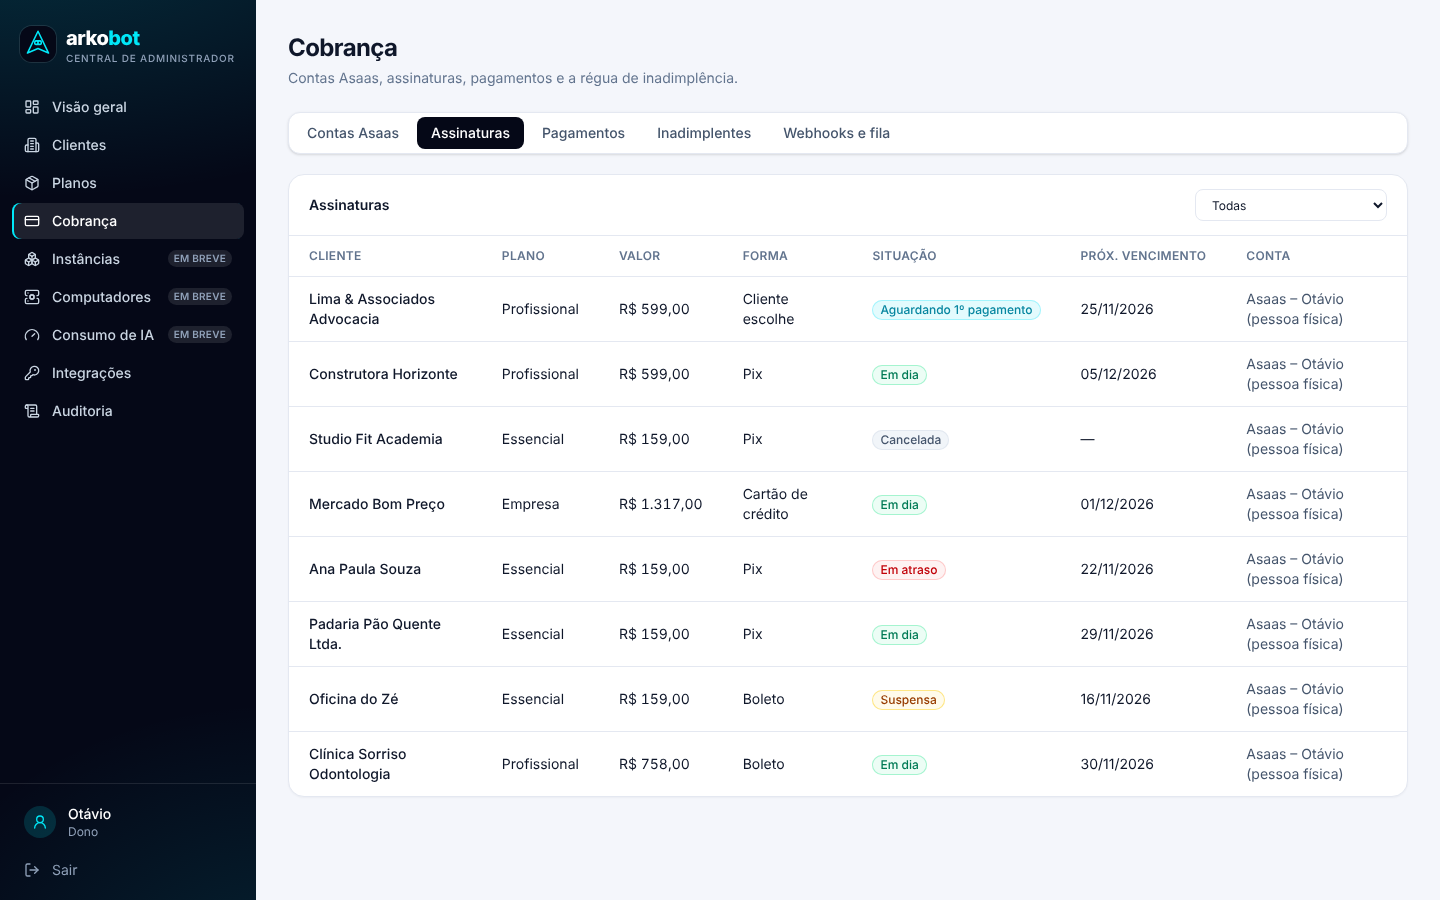 arkobot
CENTRAL DE ADMINISTRADOR
Visão geral
Clientes
Planos
Cobrança
Instâncias EM BREVE
Computadores EM BREVE
Consumo de IA EM BREVE
Integrações
Auditoria
Otávio
Dono
Sair
Cobrança
Contas Asaas, assinaturas, pagamentos e a régua de inadimplência.
Contas Asaas Assinaturas Pagamentos Inadimplentes Webhooks e fila
Assinaturas Todas
CLIENTE PLANO VALOR FORMA SITUAÇÃO PRÓX. VENCIMENTO CONTA
Lima & Associados Advocacia Profissional R$ 599,00 Cliente escolhe Aguardando 1º pagamento 25/11/2026 Asaas – Otávio (pessoa física)
Construtora Horizonte Profissional R$ 599,00 Pix Em dia 05/12/2026 Asaas – Otávio (pessoa física)
Studio Fit Academia Essencial R$ 159,00 Pix Cancelada — Asaas – Otávio (pessoa física)
Mercado Bom Preço Empresa R$ 1.317,00 Cartão de crédito Em dia 01/12/2026 Asaas – Otávio (pessoa física)
Ana Paula Souza Essencial R$ 159,00 Pix Em atraso 22/11/2026 Asaas – Otávio (pessoa física)
Padaria Pão Quente Ltda. Essencial R$ 159,00 Pix Em dia 29/11/2026 Asaas – Otávio (pessoa física)
Oficina do Zé Essencial R$ 159,00 Boleto Suspensa 16/11/2026 Asaas – Otávio (pessoa física)
Clínica Sorriso Odontologia Profissional R$ 758,00 Boleto Em dia 30/11/2026 Asaas – Otávio (pessoa física)